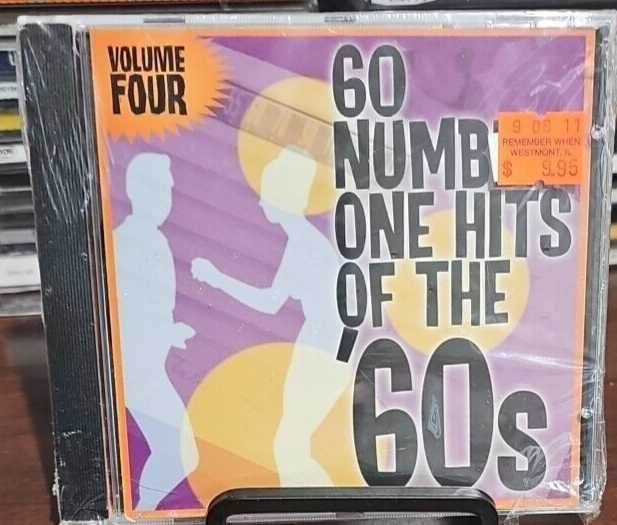 VOLUME
FOUR
60
NUMB
ONE HITS
OF THE
'60s
9 08 11
REMEMBER WHEN
WESTMONT, IL
$ 9.95